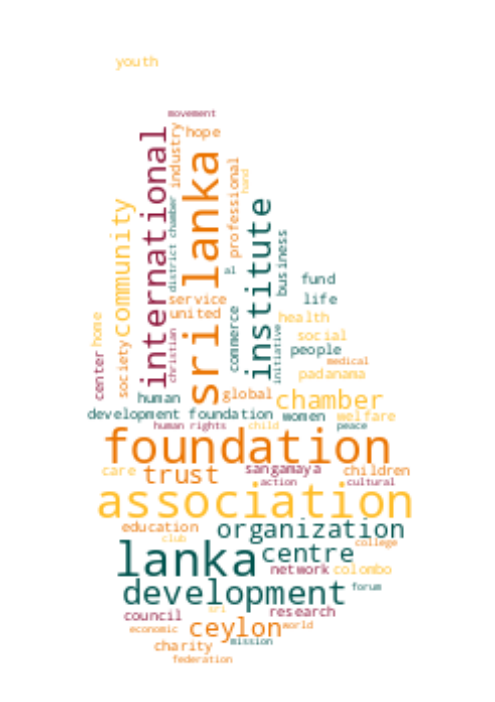 youth
movement
hope
industry
international
sri lanka
professional
hand
community
district chamber
institute
business
al
fund
life
service
united
commerce
health
home
center
society
christian
initiative
social
people
medical
padanama
human
global
chamber
development foundation
women
welfare
human rights
child
peace
foundation
care
trust
sangamaya
children
action
cultural
association
education
organization
club
college
lanka
centre
network
colombo
development
forum
council
sri
research
economic
ceylon
world
charity
mission
federation